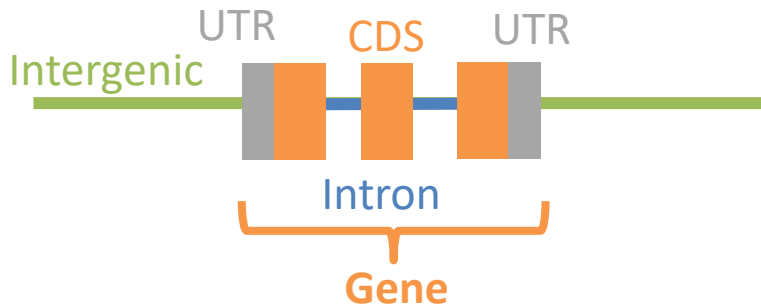 UTR
CDS
UTR
Intergenic
Intron
Gene